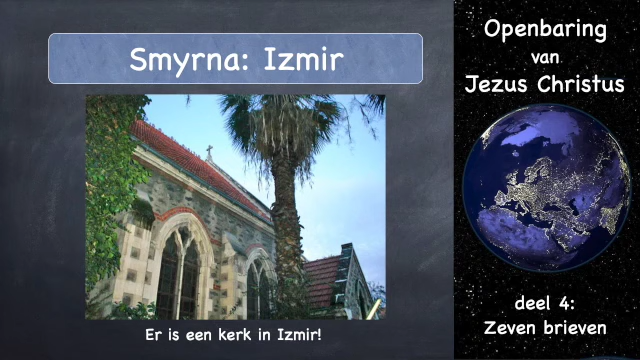 Smyrna: Izmir
Er is een kerk in Izmir!
Openbaring
van
Jezus Christus
deel 4:
Zeven brieven